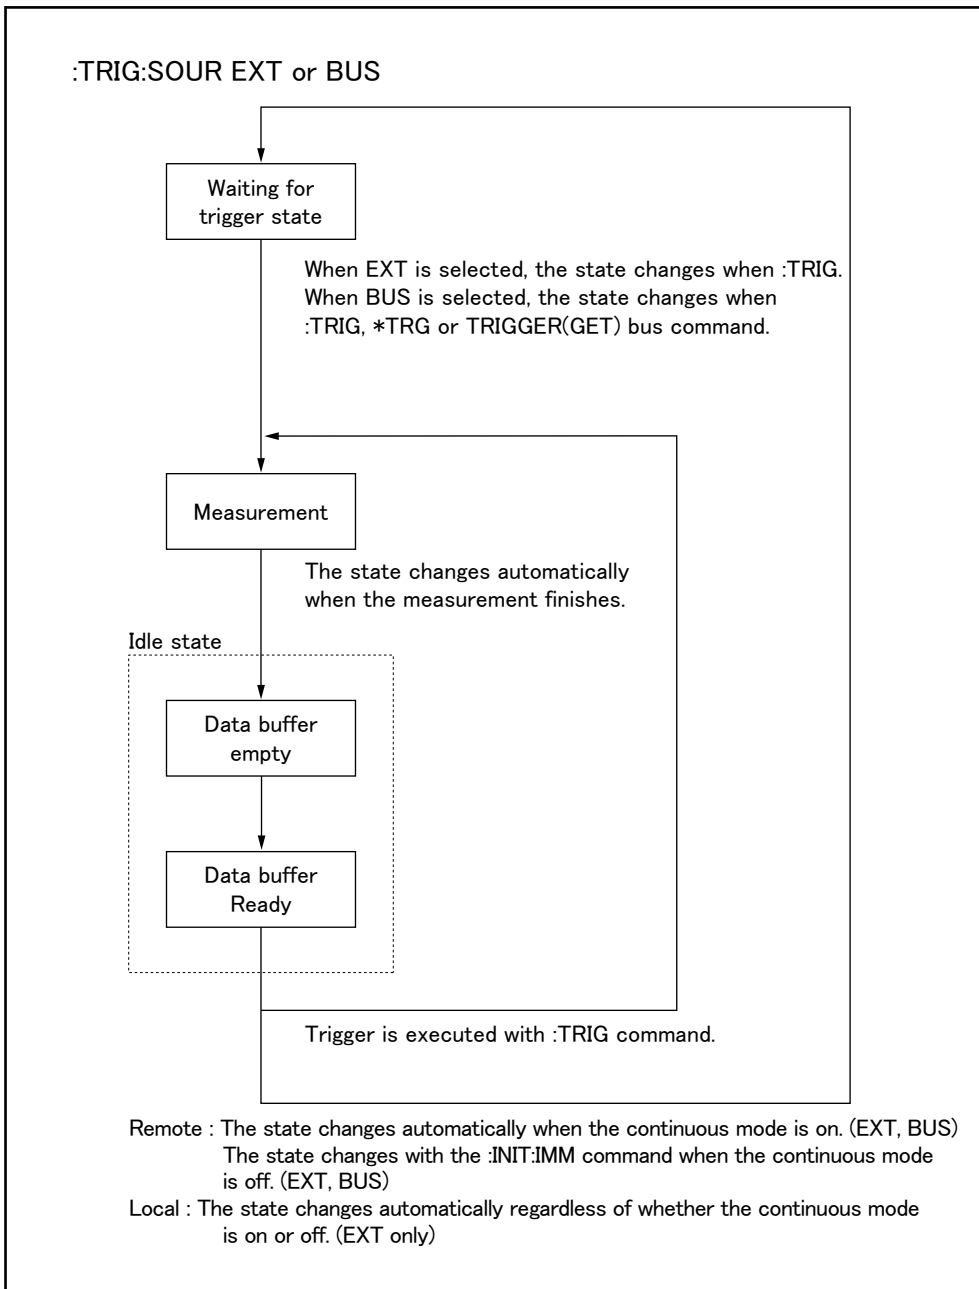 :TRIG:SOUR EXT or BUS
Waiting for
trigger state
When EXT is selected, the state changes when :TRIG.
When BUS is selected, the state changes when
:TRIG, *TRG or TRIGGER(GET) bus command.
Measurement
The state changes automatically
when the measurement finishes.
Idle state
Data buffer
empty
Data buffer
Ready
Trigger is executed with :TRIG command.
Remote : The state changes automatically when the continuous mode is on. (EXT, BUS)
The state changes with the :INIT:IMM command when the continuous mode
is off. (EXT, BUS)
Local : The state changes automatically regardless of whether the continuous mode
is on or off. (EXT only)